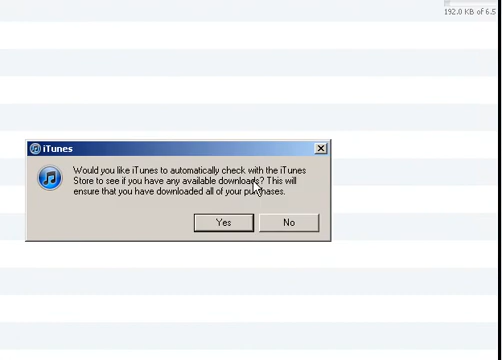 192.0 KB of 6.5
iTunes
Would you like iTunes to automatically check with the iTunes
Store to see if you have any available downloads? This will
ensure that you have downloaded all of your purchases.
Yes No